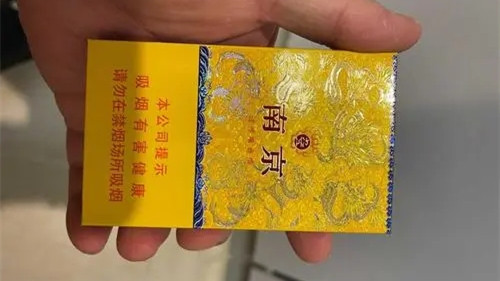 南京
本公司提示
吸烟有害健康
请勿在禁烟场所吸烟